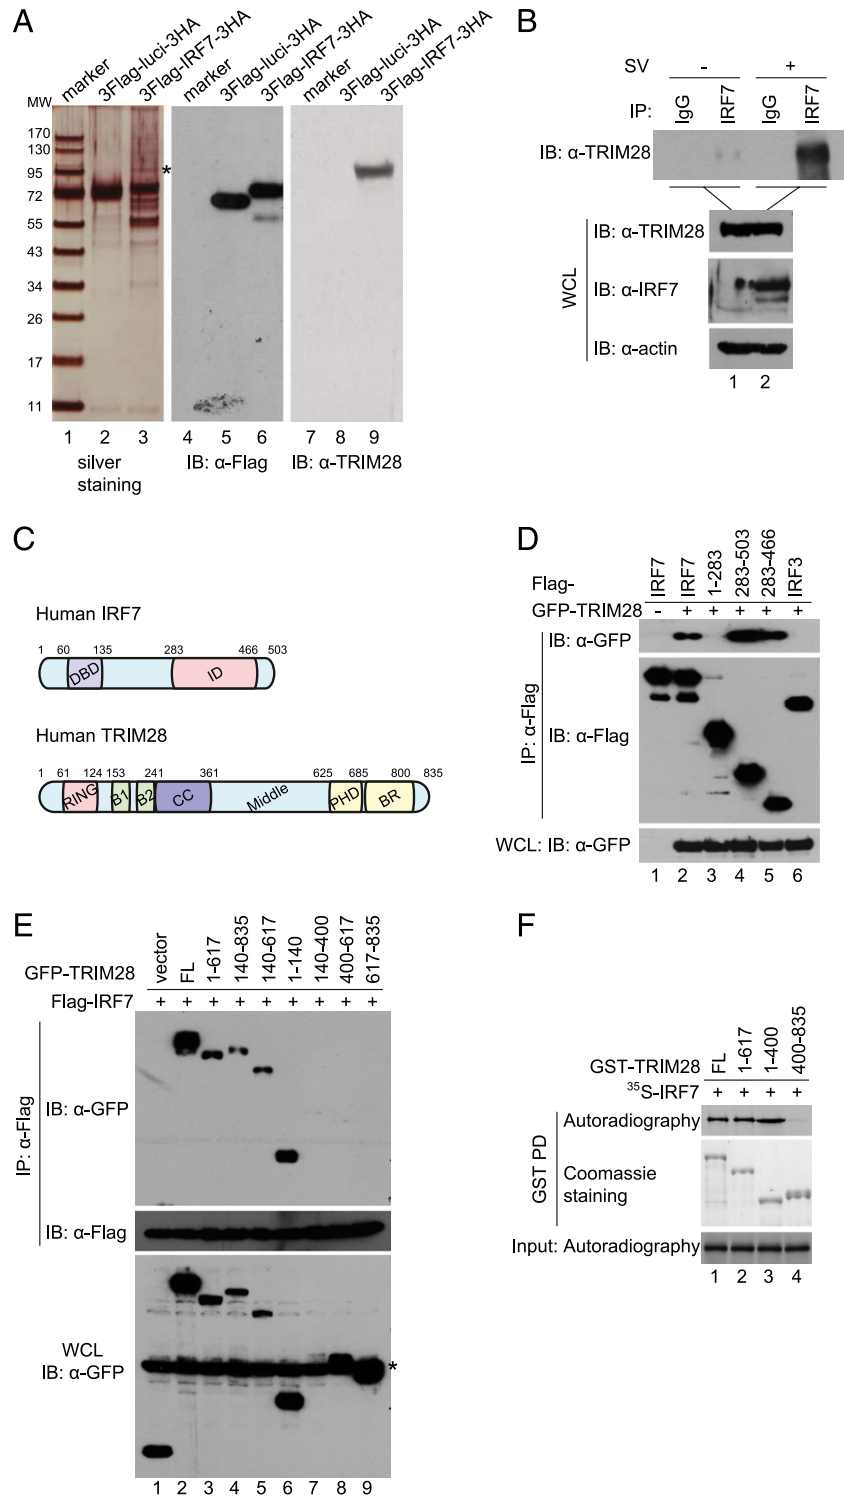 A
marker
3Flag-luci-3HA
3Flag-IRF7-3HA
marker
3Flag-luci-3HA
3Flag-IRF7-3HA
marker
3Flag-luci-3HA
3Flag-IRF7-3HA
MW
170
130
95
72
55
43
34
26
17
11
*
1 2 3 4 5 6 7 8 9
silver staining
IB: α-Flag
IB: α-TRIM28
B
SV - +
IP: IgG IRF7 IgG IRF7
IB: α-TRIM28
WCL
IB: α-TRIM28
IB: α-IRF7
IB: α-actin
1 2
C
Human IRF7
1 60 135 283 466 503
DBD ID
Human TRIM28
1 61 124 153 241 361 625 685 800 835
RING B1 B2 CC Middle PHD BR
D
Flag- IRF7 IRF7 1-283 283-503 283-466 IRF3
GFP-TRIM28 - + + + + +
IP: α-Flag
IB: α-GFP
IB: α-Flag
WCL: IB: α-GFP
1 2 3 4 5 6
E
GFP-TRIM28 vector FL 1-617 140-835 140-617 1-140 140-400 400-617 617-835
Flag-IRF7 + + + + + + + + +
IP: α-Flag
IB: α-GFP
IB: α-Flag
WCL
IB: α-GFP
*
1 2 3 4 5 6 7 8 9
F
GST-TRIM28 FL 1-617 1-400 400-835
³⁵S-IRF7 + + + +
GST PD
Autoradiography
Coomassie
staining
Input: Autoradiography
1 2 3 4